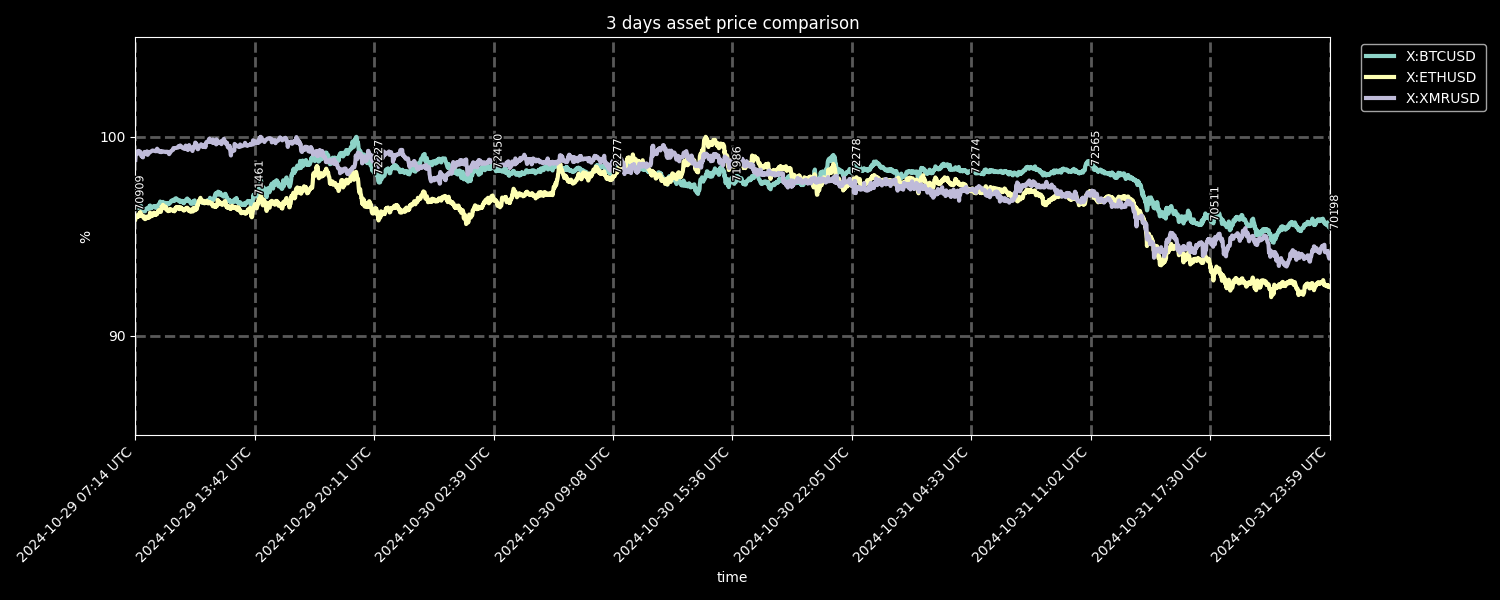 3 days asset price comparison
X:BTCUSD
X:ETHUSD
X:XMRUSD
100
90
%
70909
71461
72227
72450
72277
71986
72278
72274
72565
70511
70198
2024-10-29 07:14 UTC
2024-10-29 13:42 UTC
2024-10-29 20:11 UTC
2024-10-30 02:39 UTC
2024-10-30 09:08 UTC
2024-10-30 15:36 UTC
2024-10-30 22:05 UTC
2024-10-31 04:33 UTC
2024-10-31 11:02 UTC
2024-10-31 17:30 UTC
2024-10-31 23:59 UTC
time